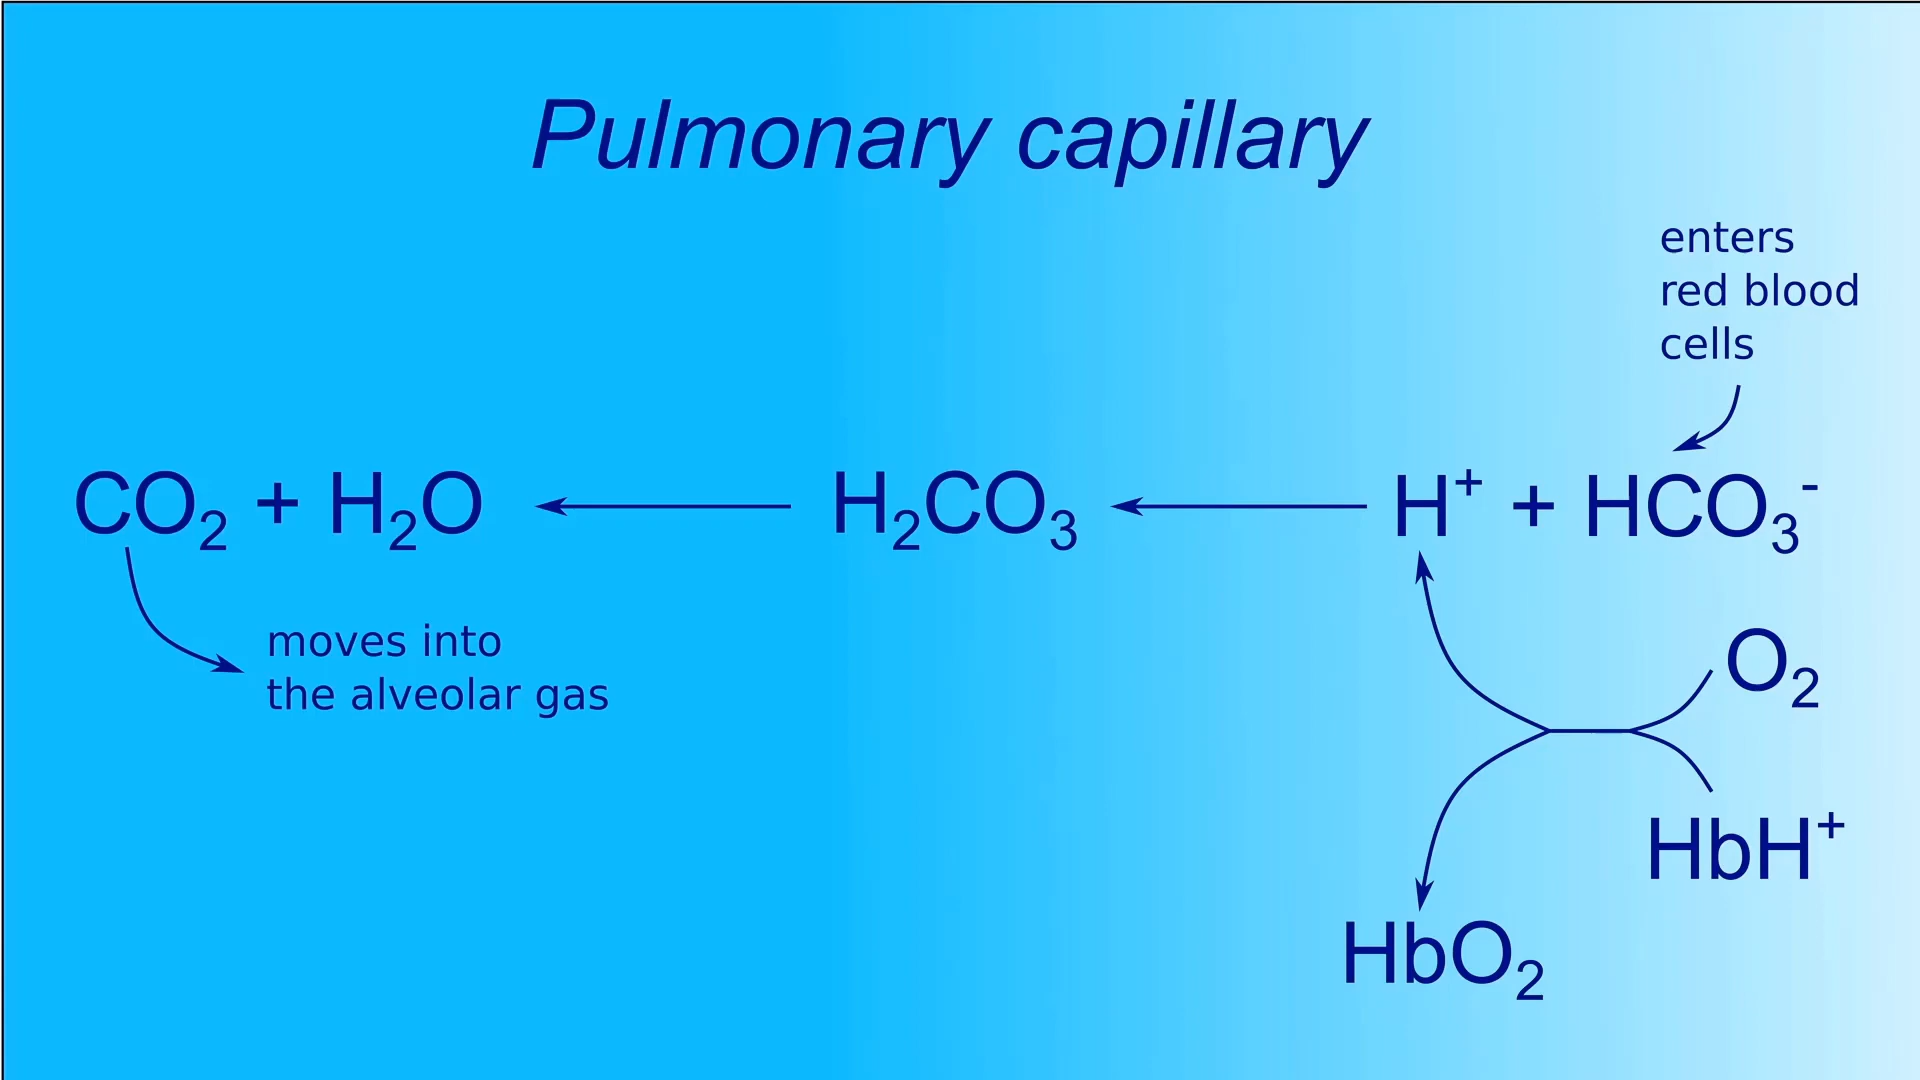 Pulmonary capillary
enters
red blood
cells
CO₂ + H₂O
H₂CO₃
H⁺ + HCO₃⁻
moves into
the alveolar gas
O₂
HbH⁺
HbO₂